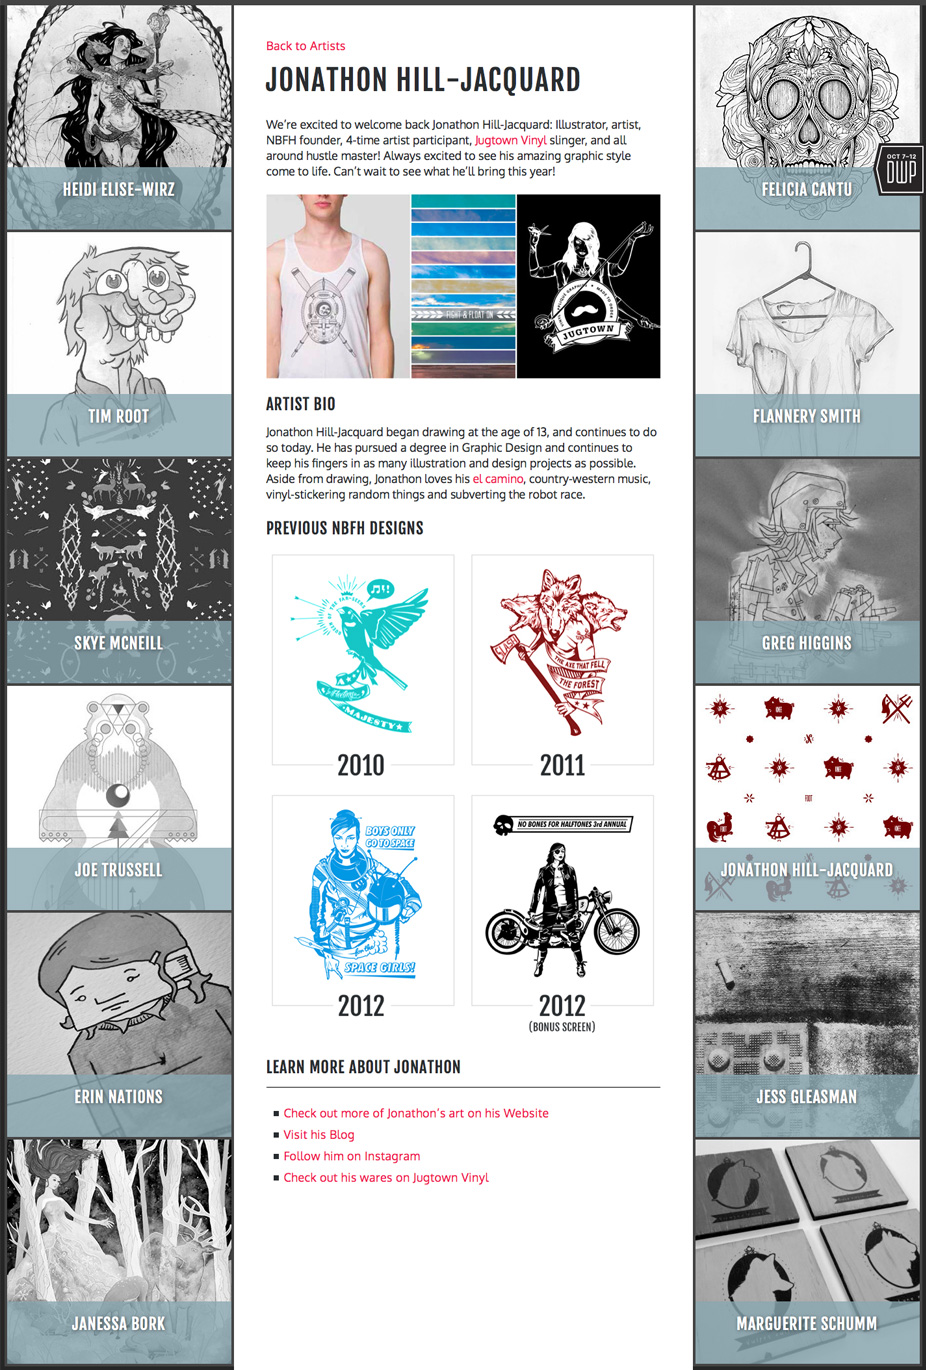 HEIDI ELISE-WIRZ
TIM ROOT
SKYE MCNEILL
JOE TRUSSELL
ERIN NATIONS
JANESSA BORK
Back to Artists
JONATHON HILL-JACQUARD
We're excited to welcome back Jonathon Hill-Jacquard: Illustrator, artist,
NBFH founder, 4-time artist participant, Jugtown Vinyl slinger, and all
around hustle master! Always excited to see his amazing graphic style
come to life. Can't wait to see what he'll bring this year!
FIGHT & FLOAT ON
JUGTOWN
ARTIST BIO
Jonathon Hill-Jacquard began drawing at the age of 13, and continues to do
so today. He has pursued a degree in Graphic Design and continues to
keep his fingers in as many illustration and design projects as possible.
Aside from drawing, Jonathon loves his el camino, country-western music,
vinyl-stickering random things and subverting the robot race.
PREVIOUS NBFH DESIGNS
MAJESTY
2010
SLASH
THE AXE THAT FELL
THE FOREST
2011
BOYS ONLY
GO TO SPACE
for the
SPACE GIRLS!
2012
NO BONES FOR HALFTONES 3rd ANNUAL
2012
(BONUS SCREEN)
LEARN MORE ABOUT JONATHON
Check out more of Jonathon's art on his Website
Visit his Blog
Follow him on Instagram
Check out his wares on Jugtown Vinyl
FELICIA CANTU
OCT 7-12
DWP
FLANNERY SMITH
GREG HIGGINS
JONATHON HILL-JACQUARD
JESS GLEASMAN
MARGUERITE SCHUMM